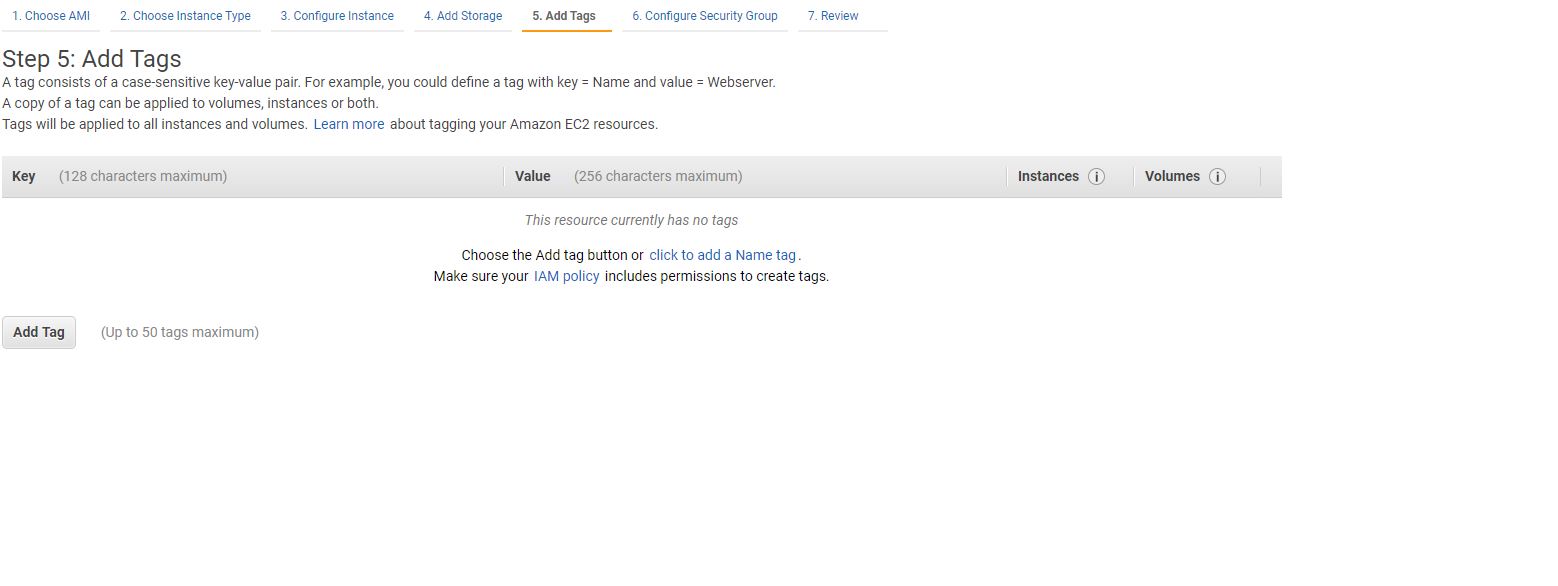 1. Choose AMI 2. Choose Instance Type 3. Configure Instance 4. Add Storage 5. Add Tags 6. Configure Security Group 7. Review
Step 5: Add Tags
A tag consists of a case-sensitive key-value pair. For example, you could define a tag with key = Name and value = Webserver.
A copy of a tag can be applied to volumes, instances or both.
Tags will be applied to all instances and volumes. Learn more about tagging your Amazon EC2 resources.
Key (128 characters maximum) Value (256 characters maximum) Instances i Volumes i
This resource currently has no tags
Choose the Add tag button or click to add a Name tag.
Make sure your IAM policy includes permissions to create tags.
Add Tag (Up to 50 tags maximum)